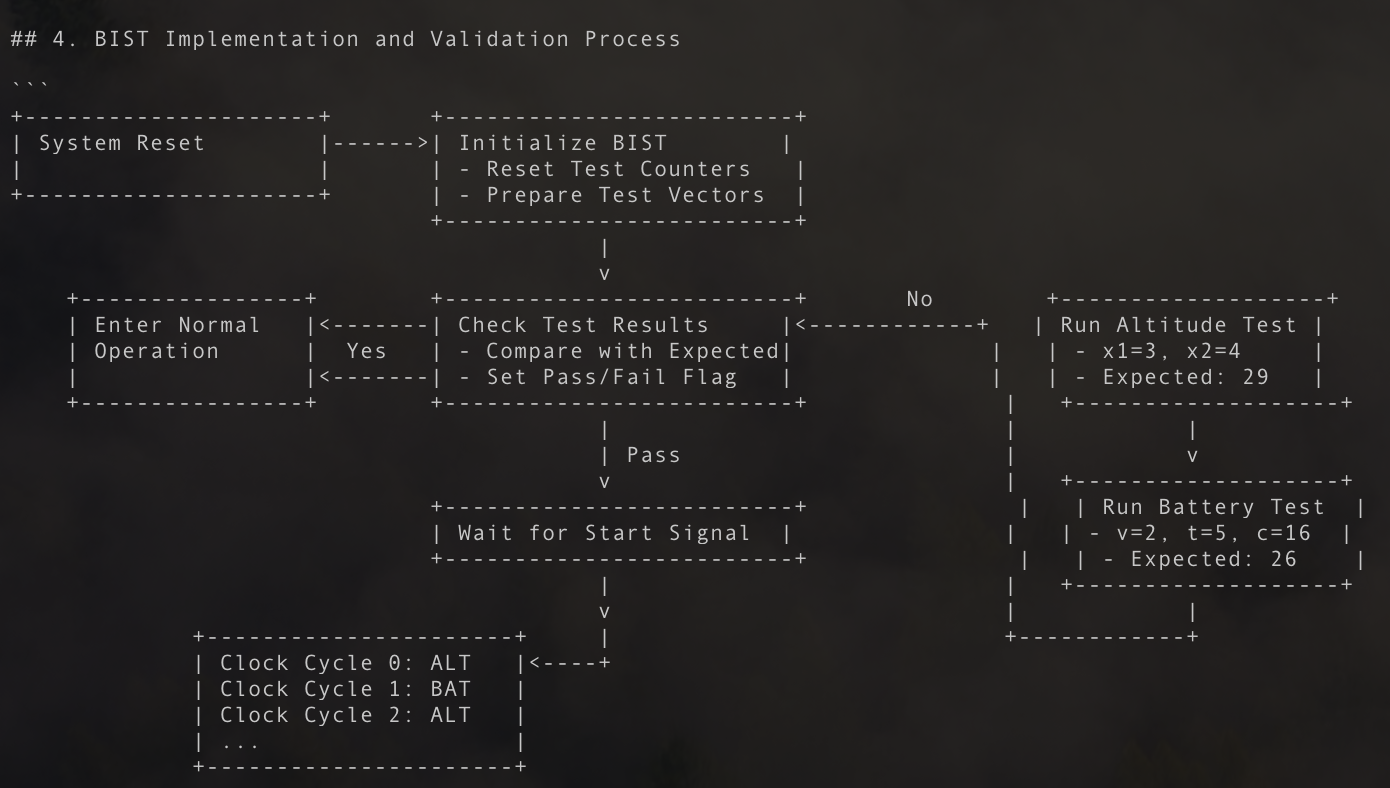 ## 4. BIST Implementation and Validation Process
```
+---------------------+       +--------------------------+
| System Reset        |------>| Initialize BIST        |
|                     |       | - Reset Test Counters   |
+---------------------+       | - Prepare Test Vectors  |
                              +--------------------------+
                                          |
                                          v
    +----------------+        +--------------------------+       No        +-------------------+
    | Enter Normal   |<-------| Check Test Results     |<------------+   | Run Altitude Test |
    | Operation      |  Yes   | - Compare with Expected|              |   | - x1=3, x2=4     |
    |                |<-------| - Set Pass/Fail Flag   |              |   | - Expected: 29   |
    +----------------+        +--------------------------+              |   +-------------------+
                                          |                            |            |
                                          | Pass                       |            v
                                          v                            |   +-------------------+
                              +--------------------------+              |   | Run Battery Test  |
                              | Wait for Start Signal  |               |   | - v=2, t=5, c=16  |
                              +--------------------------+              |   | - Expected: 26    |
                                          |                            |   +-------------------+
                                          v                            |            |
             +----------------------+     |                            +------------+
             | Clock Cycle 0: ALT   |<----+
             | Clock Cycle 1: BAT   |
             | Clock Cycle 2: ALT   |
             | ...                  |
             +----------------------+